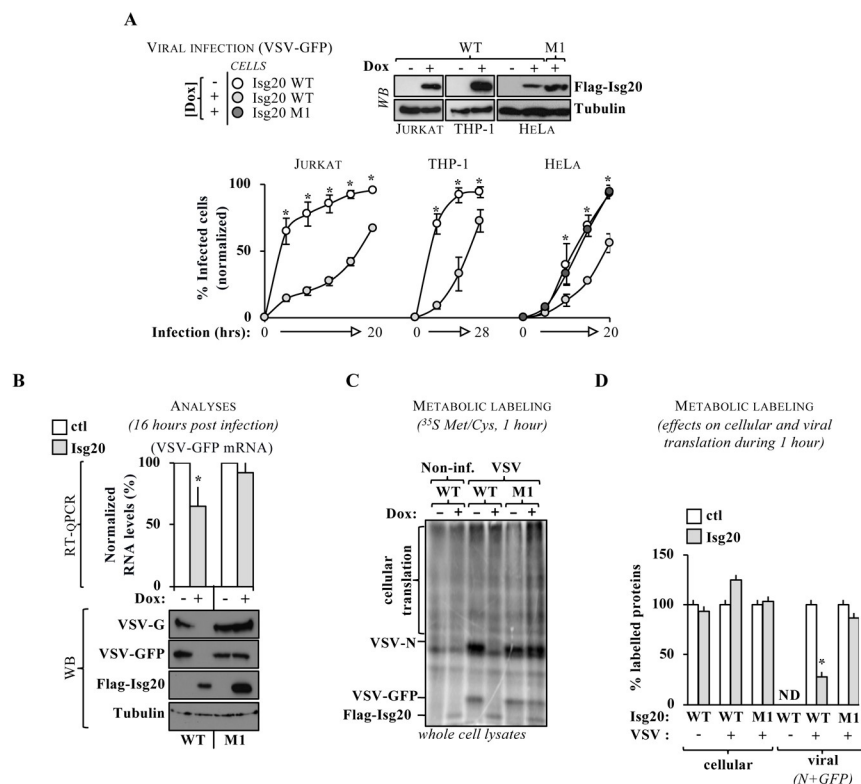 A
VIRAL INFECTION (VSV-GFP)
CELLS
[Dox]
- Isg20 WT
+ Isg20 WT
+ Isg20 M1
WT M1
Dox - + - + - + +
WB
Flag-Isg20
Tubulin
JURKAT THP-1 HELA
JURKAT THP-1 HELA
% Infected cells
(normalized)
100
50
0
* * * * *
* * *
* * *
Infection (hrs): 0 20 0 28 0 20
B
ANALYSES
(16 hours post infection)
(VSV-GFP mRNA)
ctl
Isg20
RT-QPCR
Normalized
RNA levels (%)
100
50
0
*
Dox: - + - +
WB
VSV-G
VSV-GFP
Flag-Isg20
Tubulin
WT M1
C
METABOLIC LABELING
(³⁵S Met/Cys, 1 hour)
Non-inf. VSV
WT WT M1
Dox: - + - + - +
cellular
translation
VSV-N
VSV-GFP
Flag-Isg20
whole cell lysates
D
METABOLIC LABELING
(effects on cellular and viral
translation during 1 hour)
ctl
Isg20
% labelled proteins
150
100
50
0
ND
*
Isg20: WT WT M1 WT WT M1
VSV : - + + - + +
cellular viral
(N+GFP)